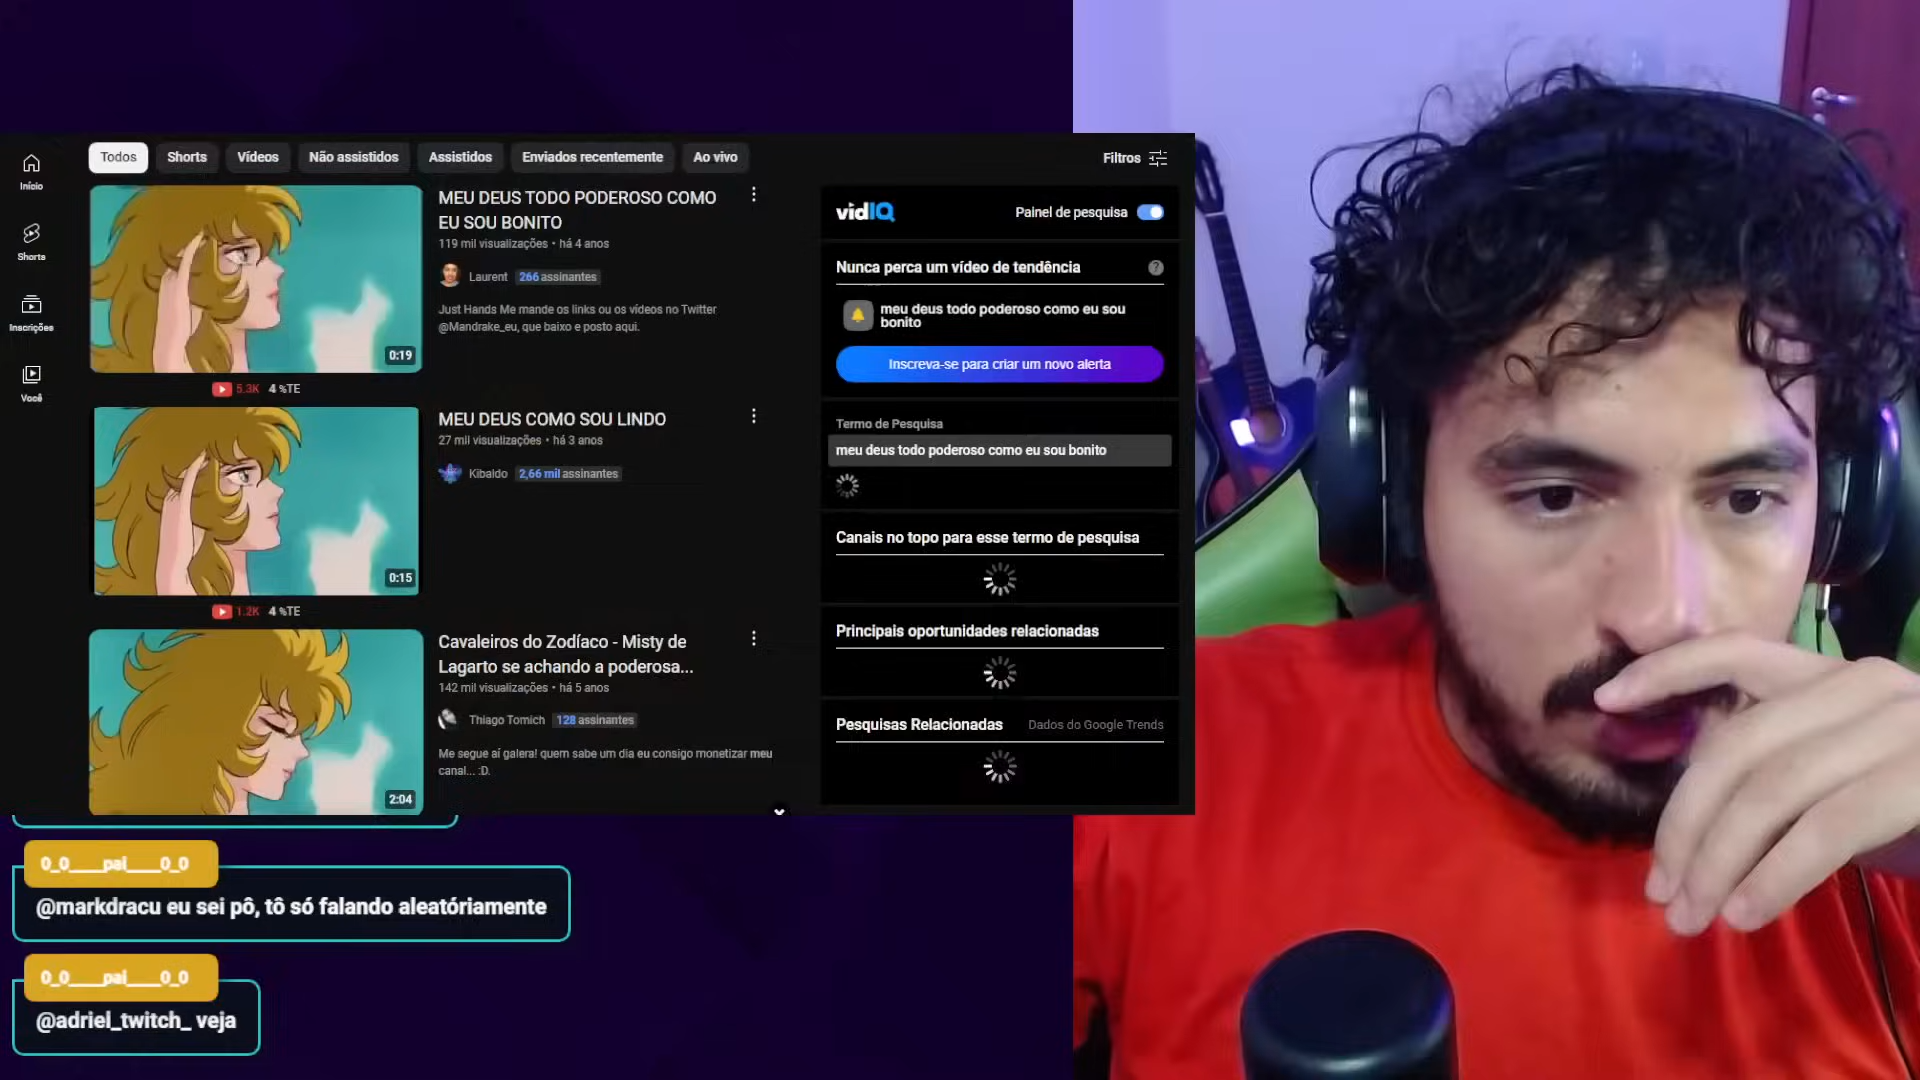 Todos
Shorts
Vídeos
Não assistidos
Assistidos
Enviados recentemente
Ao vivo
Filtros
Início
Shorts
Inscrições
Você
0:19
5.3K 4 %TE
MEU DEUS TODO PODEROSO COMO
EU SOU BONITO
119 mil visualizações • há 4 anos
Laurent 266 assinantes
Just Hands Me mande os links ou os vídeos no Twitter
@Mandrake_eu, que baixo e posto aqui.
0:15
1.2K 4 %TE
MEU DEUS COMO SOU LINDO
27 mil visualizações • há 3 anos
Kibaldo 2,66 mil assinantes
2:04
Cavaleiros do Zodíaco - Misty de
Lagarto se achando a poderosa...
142 mil visualizações • há 5 anos
Thiago Tomich 128 assinantes
Me segue aí galera! quem sabe um dia eu consigo monetizar meu
canal... :D.
vidIQ
Painel de pesquisa
Nunca perca um vídeo de tendência ?
meu deus todo poderoso como eu sou
bonito
Inscreva-se para criar um novo alerta
Termo de Pesquisa
meu deus todo poderoso como eu sou bonito
Canais no topo para esse termo de pesquisa
Principais oportunidades relacionadas
Pesquisas Relacionadas Dados do Google Trends
0_0____pai____0_0
@markdracu eu sei pô, tô só falando aleatóriamente
0_0____pai____0_0
@adriel_twitch_ veja